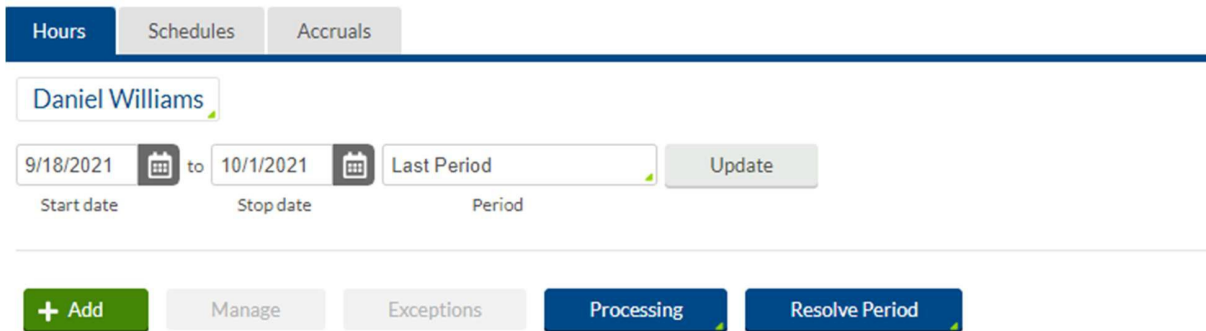 Hours Schedules Accruals
Daniel Williams
9/18/2021 to 10/1/2021 Last Period Update
Start date Stop date Period
+ Add Manage Exceptions Processing Resolve Period